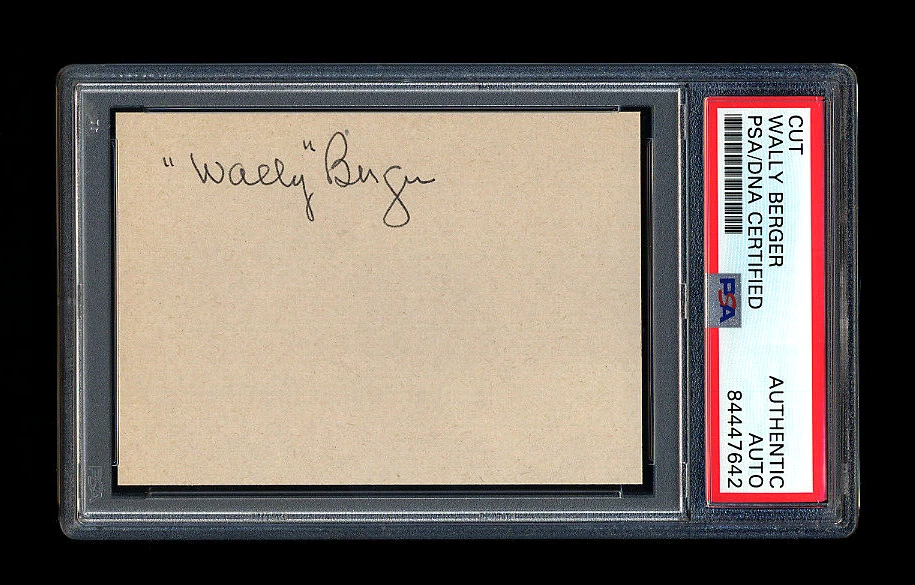 "Wally" Berger
CUT
WALLY BERGER
PSA/DNA CERTIFIED
PSA
AUTHENTIC
AUTO
84447642